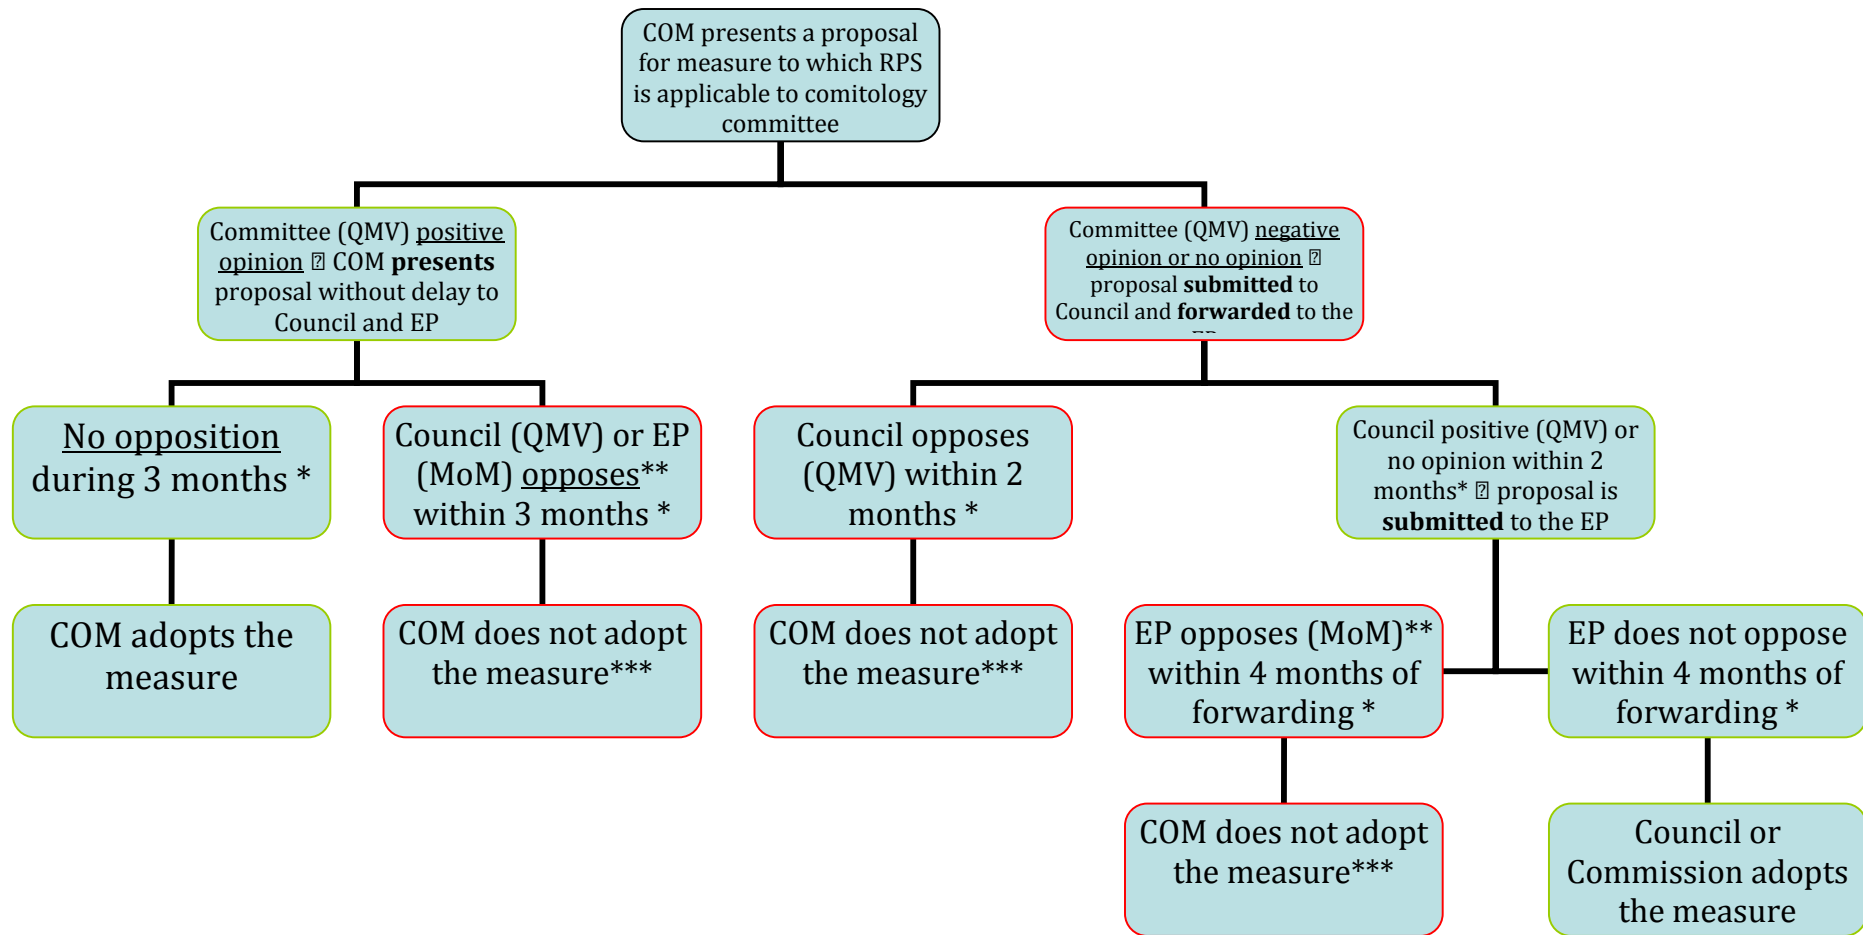 COM presents a proposal
for measure to which RPS
is applicable to comitology
committee
Committee (QMV) positive
opinion � COM presents
proposal without delay to
Council and EP
Committee (QMV) negative
opinion or no opinion �
proposal submitted to
Council and forwarded to the
No opposition
during 3 months *
Council (QMV) or EP
(MoM) opposes**
within 3 months *
Council opposes
(QMV) within 2
months *
Council positive (QMV) or
no opinion within 2
months* � proposal is
submitted to the EP
COM adopts the
measure
COM does not adopt
the measure***
COM does not adopt
the measure***
EP opposes (MoM)**
within 4 months of
forwarding *
EP does not oppose
within 4 months of
forwarding *
COM does not adopt
the measure***
Council or
Commission adopts
the measure